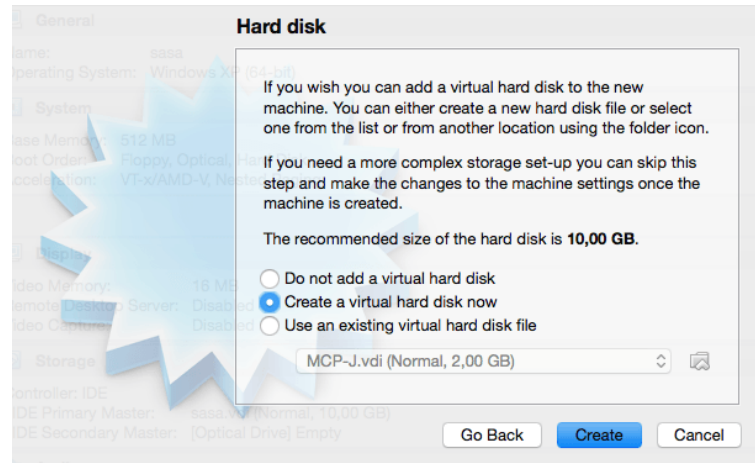 General
Name: sasa
Operating System: Windows XP (64-bit)
System
Base Memory: 512 MB
Boot Order: Floppy, Optical, Hard
Acceleration: VT-x/AMD-V, Nested
Display
Video Memory: 16 MB
Remote Desktop Server: Disabled
Video Capture: Disabled
Storage
Controller: IDE
IDE Primary Master: sasa.vdi (Normal, 10,00 GB)
IDE Secondary Master: [Optical Drive] Empty
Hard disk
If you wish you can add a virtual hard disk to the new
machine. You can either create a new hard disk file or select
one from the list or from another location using the folder icon.
If you need a more complex storage set-up you can skip this
step and make the changes to the machine settings once the
machine is created.
The recommended size of the hard disk is 10,00 GB.
Do not add a virtual hard disk
Create a virtual hard disk now
Use an existing virtual hard disk file
MCP-J.vdi (Normal, 2,00 GB)
Go Back
Create
Cancel